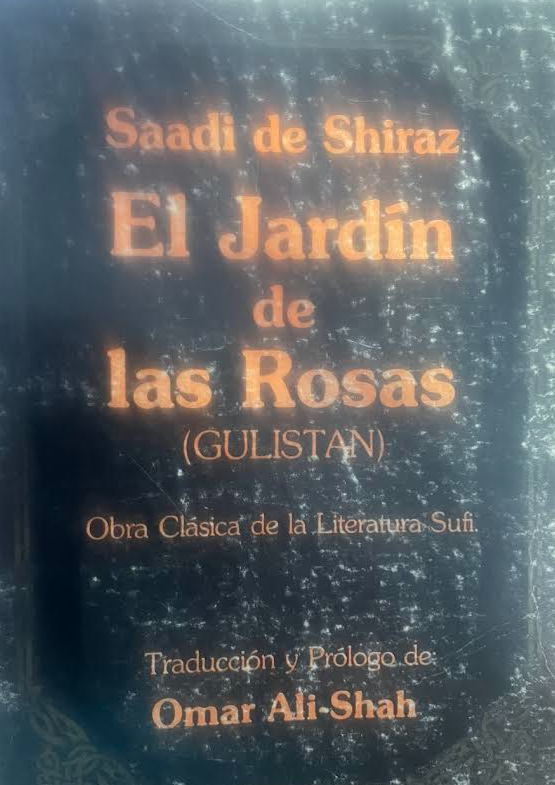 Saadi de Shiraz
El Jardín
de
las Rosas
(GULISTAN)
Obra Clásica de la Literatura Sufi.
Traducción y Prólogo de:
Omar Ali-Shah